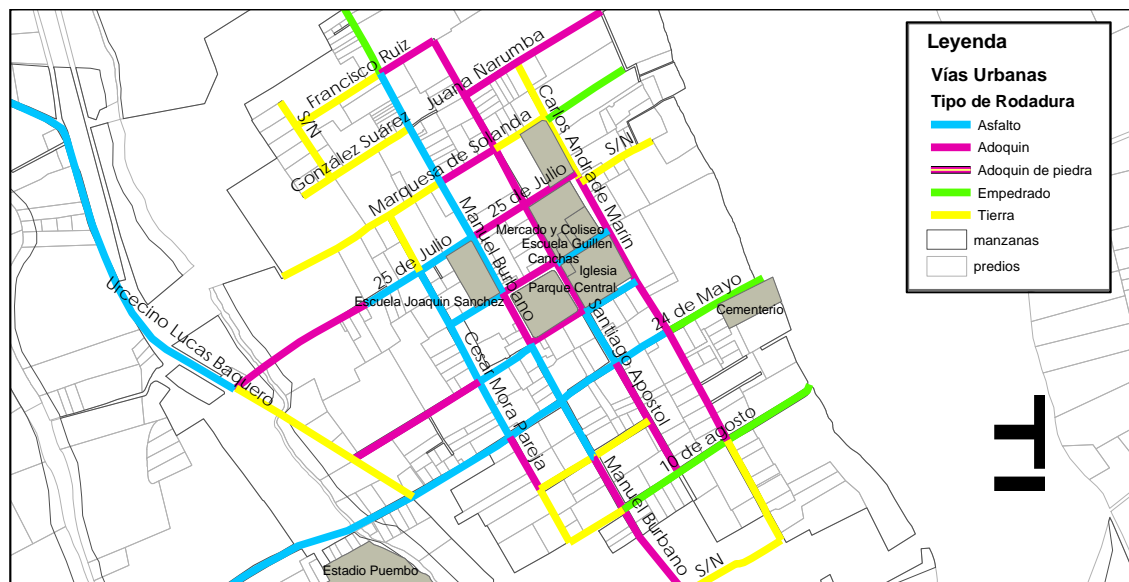 Leyenda
Vías Urbanas
Tipo de Rodadura
Asfalto
Adoquin
Adoquin de piedra
Empedrado
Tierra
manzanas
predios
Francisco Ruiz
Juana Ñarumba
S/N
González Suárez
Marquesa de Solanda
Carlos Andrade Marín
S/N
25 de Julio
Manuel Burbano
Mercado y Coliseo
Escuela Guillen
Canchas
Iglesia
25 de Jullo
Parque Central
Escuela Joaquin Sanchez
24 de Mayo
Cementerio
Urcecino Lucas Baquero
Cesar Mora Pareja
Santiago Apostol
10 de agosto
Manuel Burbano
S/N
Estadio Puembo